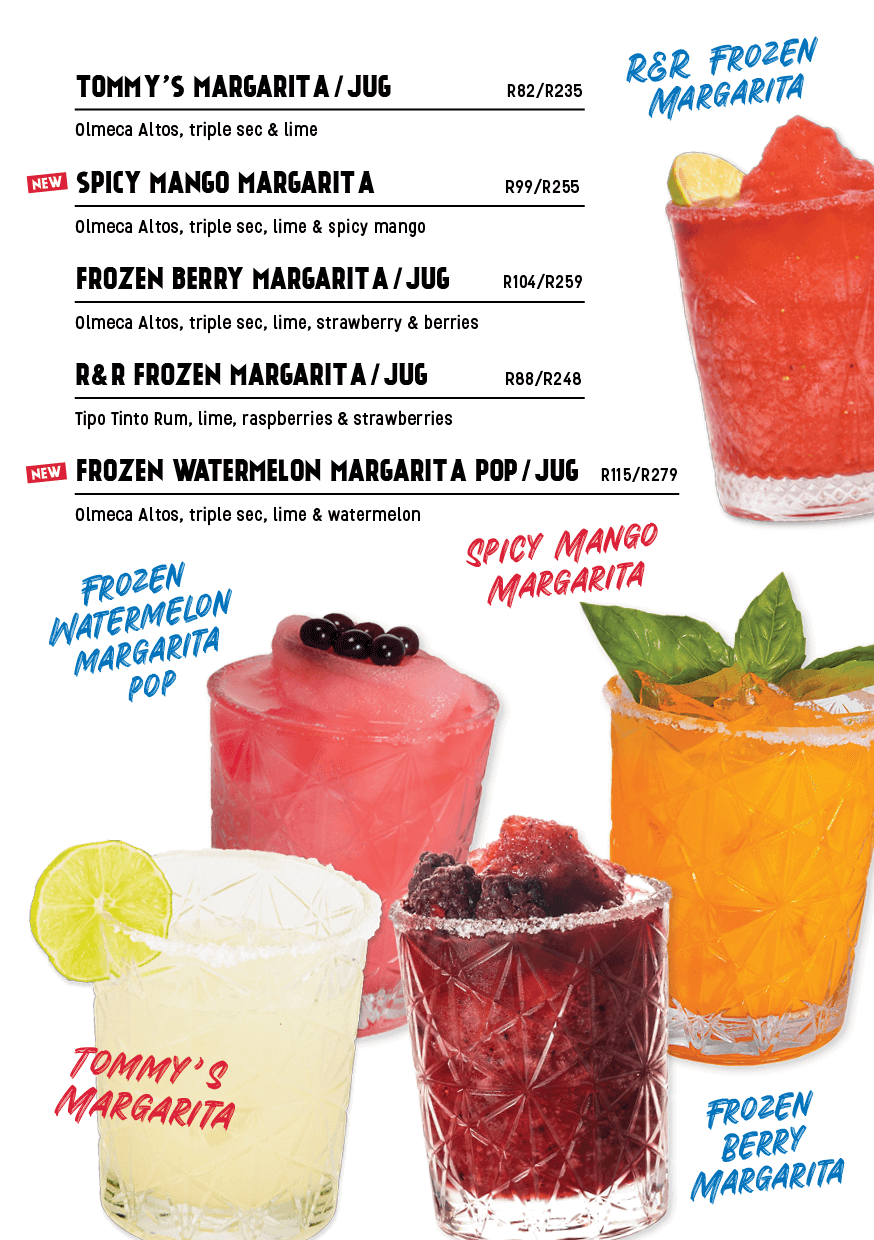 TOMMY'S MARGARITA/JUG R82/R235
Olmeca Altos, triple sec & lime
NEW SPICY MANGO MARGARITA R99/R255
Olmeca Altos, triple sec, lime & spicy mango
FROZEN BERRY MARGARITA/JUG R104/R259
Olmeca Altos, triple sec, lime, strawberry & berries
R&R FROZEN MARGARITA/JUG R88/R248
Tipo Tinto Rum, lime, raspberries & strawberries
NEW FROZEN WATERMELON MARGARITA POP/JUG R115/R279
Olmeca Altos, triple sec, lime & watermelon
R&R FROZEN
MARGARITA
SPICY MANGO
MARGARITA
FROZEN
WATERMELON
MARGARITA
POP
TOMMY'S
MARGARITA
FROZEN
BERRY
MARGARITA